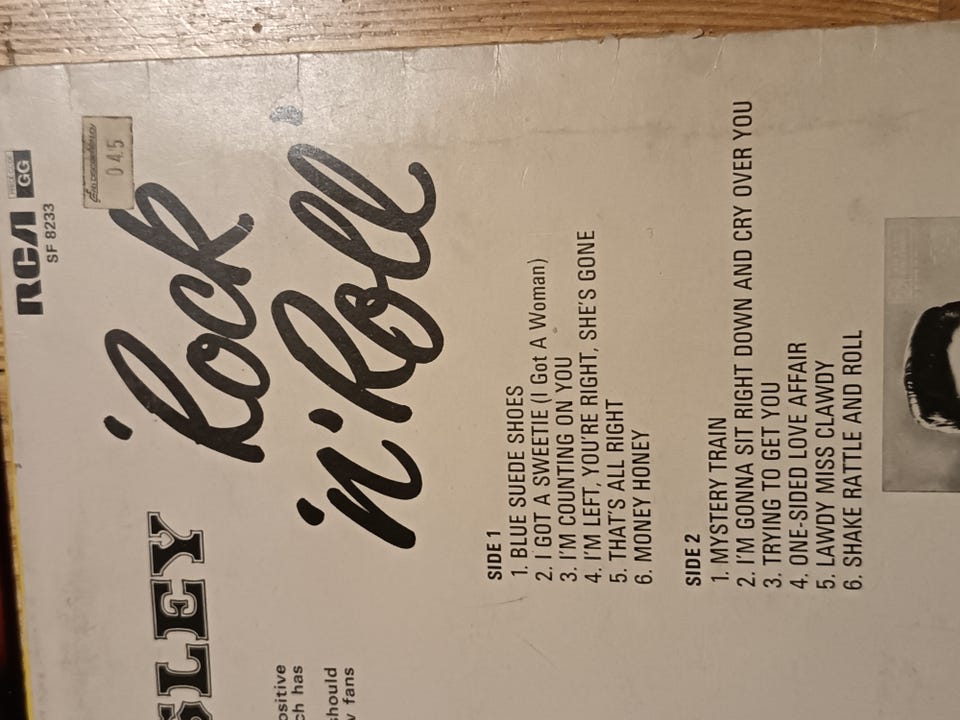 RCA
GG
SF 8233
045
SLEY
'Rock
'n' Roll
ositive
ch has
should
v fans
SIDE 1
1. BLUE SUEDE SHOES
2. I GOT A SWEETIE (I Got A Woman)
3. I'M COUNTING ON YOU
4. I'M LEFT, YOU'RE RIGHT, SHE'S GONE
5. THAT'S ALL RIGHT
6. MONEY HONEY
SIDE 2
1. MYSTERY TRAIN
2. I'M GONNA SIT RIGHT DOWN AND CRY OVER YOU
3. TRYING TO GET YOU
4. ONE-SIDED LOVE AFFAIR
5. LAWDY MISS CLAWDY
6. SHAKE RATTLE AND ROLL